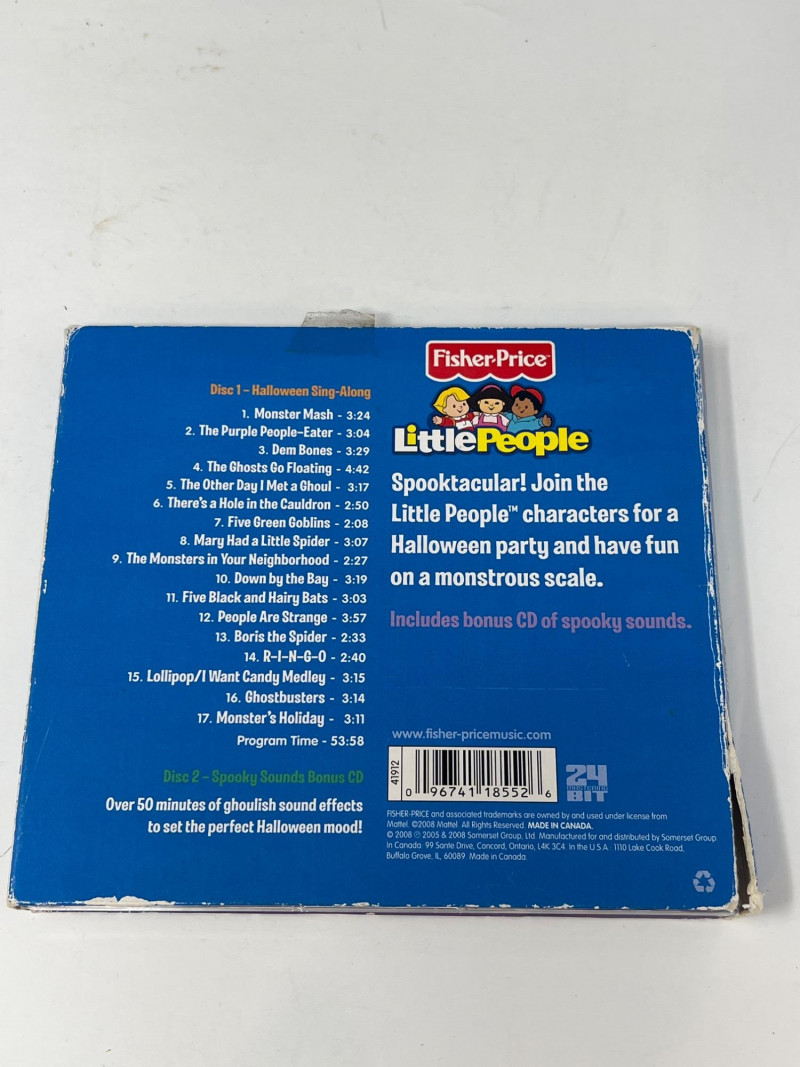 Disc 1 – Halloween Sing-Along
1. Monster Mash - 3:24
2. The Purple People-Eater - 3:04
3. Dem Bones - 3:29
4. The Ghosts Go Floating - 4:42
5. The Other Day I Met a Ghoul - 3:17
6. There's a Hole in the Cauldron - 2:50
7. Five Green Goblins - 2:08
8. Mary Had a Little Spider - 3:07
9. The Monsters in Your Neighborhood - 2:27
10. Down by the Bay - 3:19
11. Five Black and Hairy Bats - 3:03
12. People Are Strange - 3:57
13. Boris the Spider - 2:33
14. R-I-N-G-O - 2:40
15. Lollipop/I Want Candy Medley - 3:15
16. Ghostbusters - 3:14
17. Monster's Holiday - 3:11
Program Time - 53:58
Disc 2 – Spooky Sounds Bonus CD
Over 50 minutes of ghoulish sound effects
to set the perfect Halloween mood!
Fisher-Price
Little People
Spooktacular! Join the
Little People™ characters for a
Halloween party and have fun
on a monstrous scale.
Includes bonus CD of spooky sounds.
www.fisher-pricemusic.com
41912
0 96741 18552 6
24
BIT
FISHER-PRICE and associated trademarks are owned by and used under license from
Mattel. ©2008 Mattel. All Rights Reserved. MADE IN CANADA.
© 2008 ℗ 2005 & 2008 Somerset Group, Ltd. Manufactured for and distributed by Somerset Group.
In Canada: 99 Sante Drive, Concord, Ontario, L4K 3C4. In the U.S.A.: 1110 Lake Cook Road,
Buffalo Grove, IL, 60089. Made in Canada.